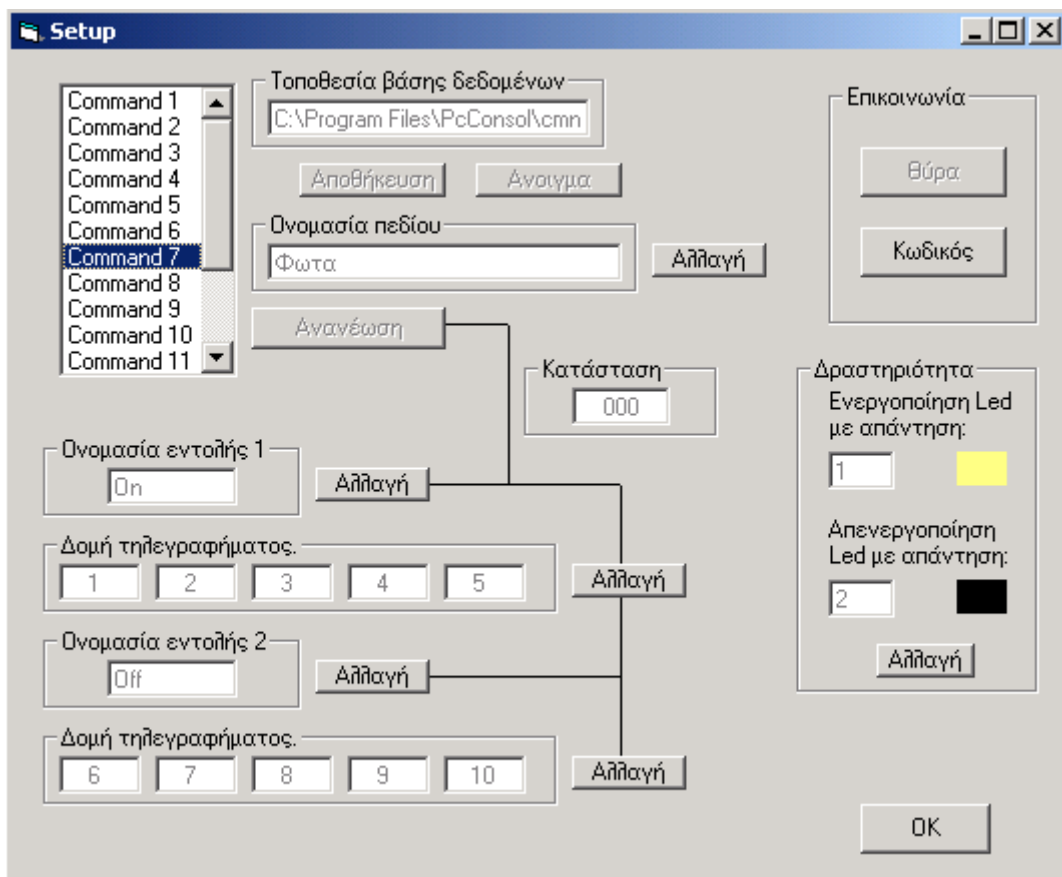 Setup
Command 1
Command 2
Command 3
Command 4
Command 5
Command 6
Command 7
Command 8
Command 9
Command 10
Command 11
Τοποθεσία βάσης δεδομένων
C:\Program Files\PcConsol\cmn
Αποθήκευση
Ανοιγμα
Ονομασία πεδίου
Φωτα
Αλλαγή
Ανανέωση
Επικοινωνία
Θύρα
Κωδικός
Κατάσταση
000
Δραστηριότητα
Ενεργοποίηση Led
με απάντηση:
1
Απενεργοποίηση
Led με απάντηση:
2
Αλλαγή
Ονομασία εντολής 1
On
Αλλαγή
Δομή τηλεγραφήματος.
1 2 3 4 5
Αλλαγή
Ονομασία εντολής 2
Off
Αλλαγή
Δομή τηλεγραφήματος.
6 7 8 9 10
Αλλαγή
OK